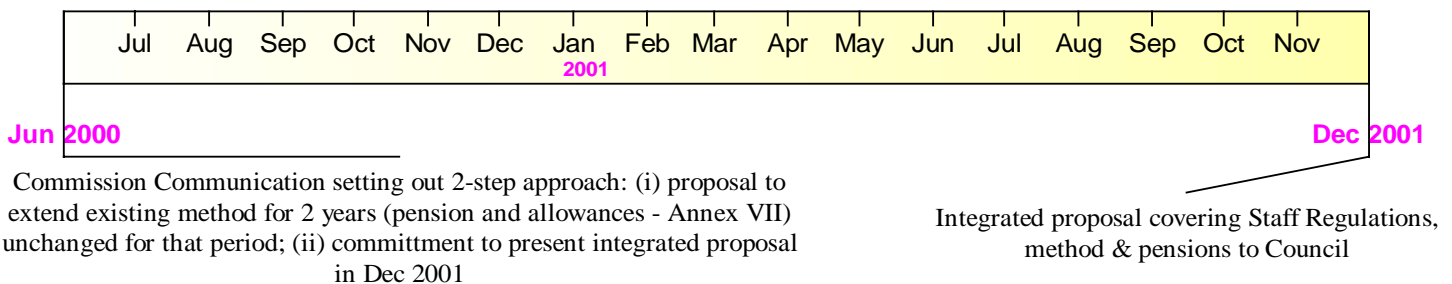 Jul Aug Sep Oct Nov Dec Jan Feb Mar Apr May Jun Jul Aug Sep Oct Nov
2001
Jun 2000
Dec 2001
Commission Communication setting out 2-step approach: (i) proposal to
extend existing method for 2 years (pension and allowances - Annex VII)
unchanged for that period; (ii) committment to present integrated proposal
in Dec 2001
Integrated proposal covering Staff Regulations,
method & pensions to Council